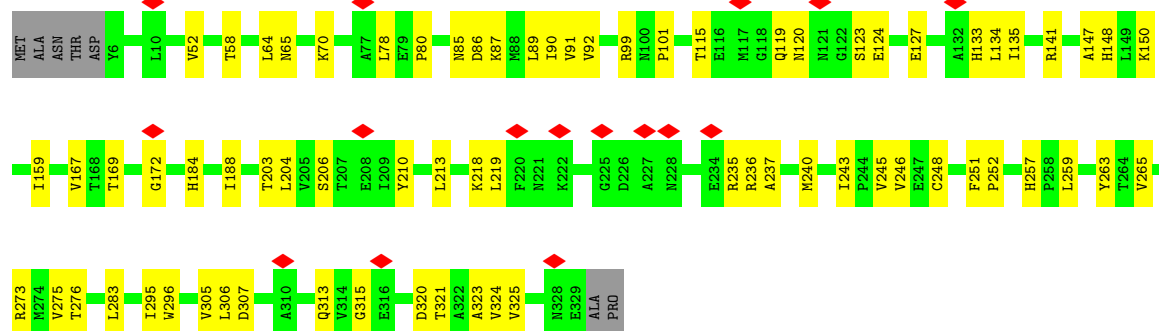 MET ALA ASN THR ASP Y6 L10 V52 T58 L64 N65 K70 A77 L78 E79 P80 N85 D86 K87 M88 L89 I90 V91 V92 R99 N100 P101 T115 E116 M117 G118 Q119 N120 N121 G122 S123 E124 E127 A132 H133 L134 I135 R141 A147 H148 L149 K150
I159 V167 T168 T169 G172 H184 I188 T203 L204 V205 S206 T207 E208 I209 Y210 L213 K218 L219 F220 N221 K222 G225 D226 A227 N228 E234 R235 R236 A237 M240 I243 P244 V245 V246 E247 C248 F251 P252 H257 P258 L259 Y263 T264 V265
R273 M274 V275 T276 L283 I295 W296 V305 L306 D307 A310 Q313 V314 G315 E316 D320 T321 A322 A323 V324 V325 N328 E329 ALA PRO